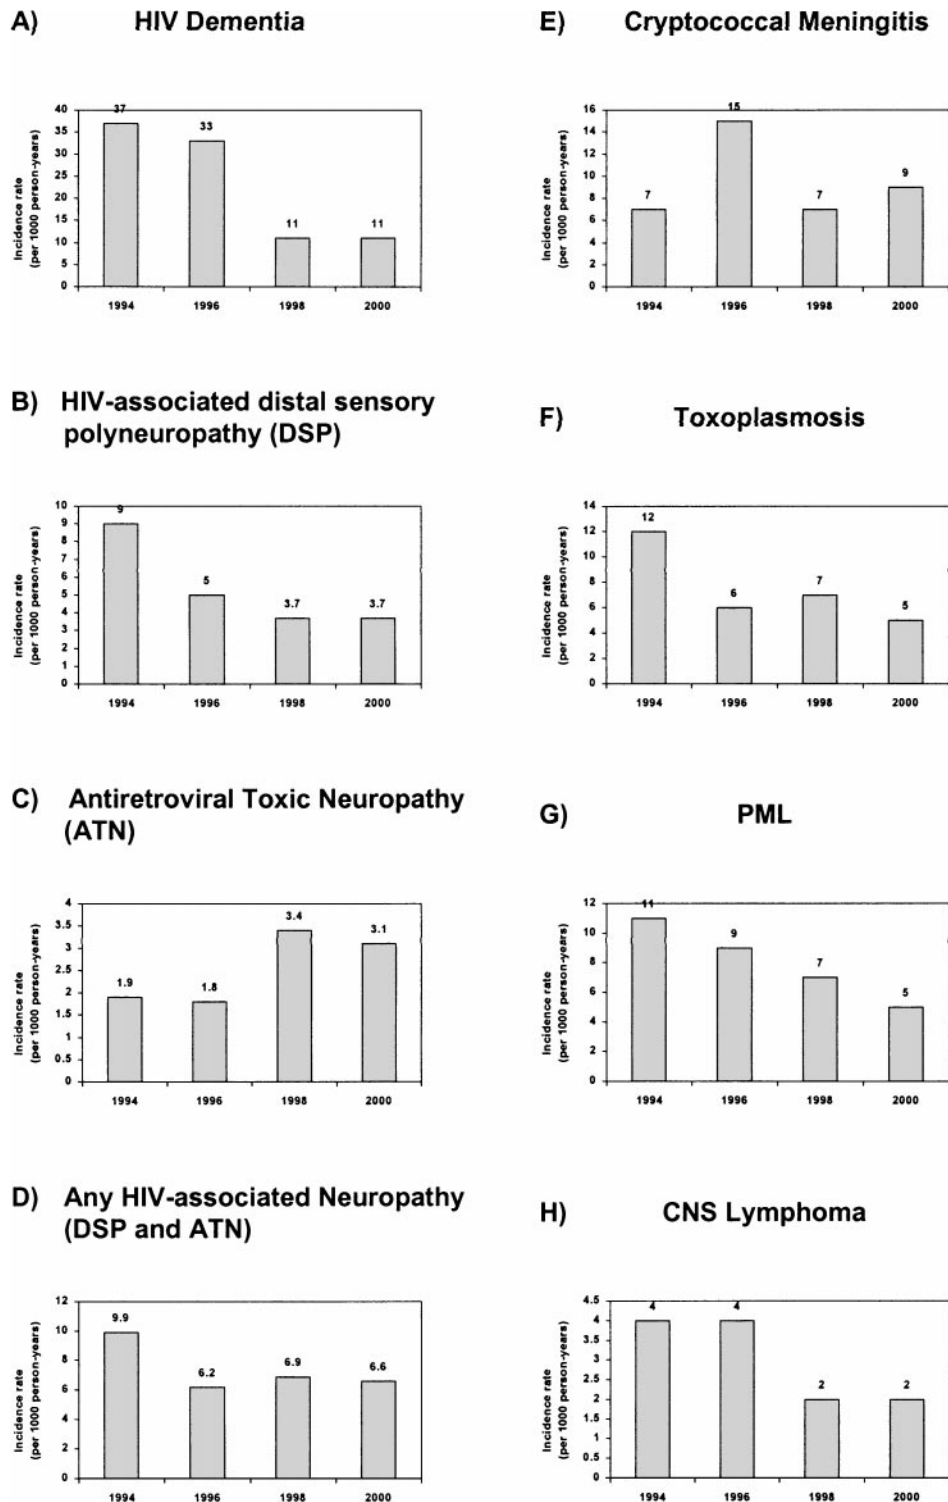 A) HIV Dementia
Incidence rate
(per 1000 person-years)
40
35
30
25
20
15
10
5
0
37
33
11
11
1994 1996 1998 2000
B) HIV-associated distal sensory
polyneuropathy (DSP)
Incidence rate
(per 1000 person-years)
10
9
8
7
6
5
4
3
2
1
0
9
5
3.7
3.7
1994 1996 1998 2000
C) Antiretroviral Toxic Neuropathy
(ATN)
Incidence rate
(per 1000 person-years)
4
3.5
3
2.5
2
1.5
1
0.5
0
1.9
1.8
3.4
3.1
1994 1996 1998 2000
D) Any HIV-associated Neuropathy
(DSP and ATN)
Incidence rate
(per 1000 person-years)
12
10
8
6
4
2
0
9.9
6.2
6.9
6.6
1994 1996 1998 2000
E) Cryptococcal Meningitis
Incidence rate
(per 1000 person-years)
16
14
12
10
8
6
4
2
0
7
15
7
9
1994 1996 1998 2000
F) Toxoplasmosis
Incidence rate
(per 1000 person-years)
14
12
10
8
6
4
2
0
12
6
7
5
1994 1996 1998 2000
G) PML
Incidence rate
(per 1000 person-years)
12
10
8
6
4
2
0
11
9
7
5
1994 1996 1998 2000
H) CNS Lymphoma
Incidence rate
(per 1000 person-years)
4.5
4
3.5
3
2.5
2
1.5
1
0.5
0
4
4
2
2
1994 1996 1998 2000